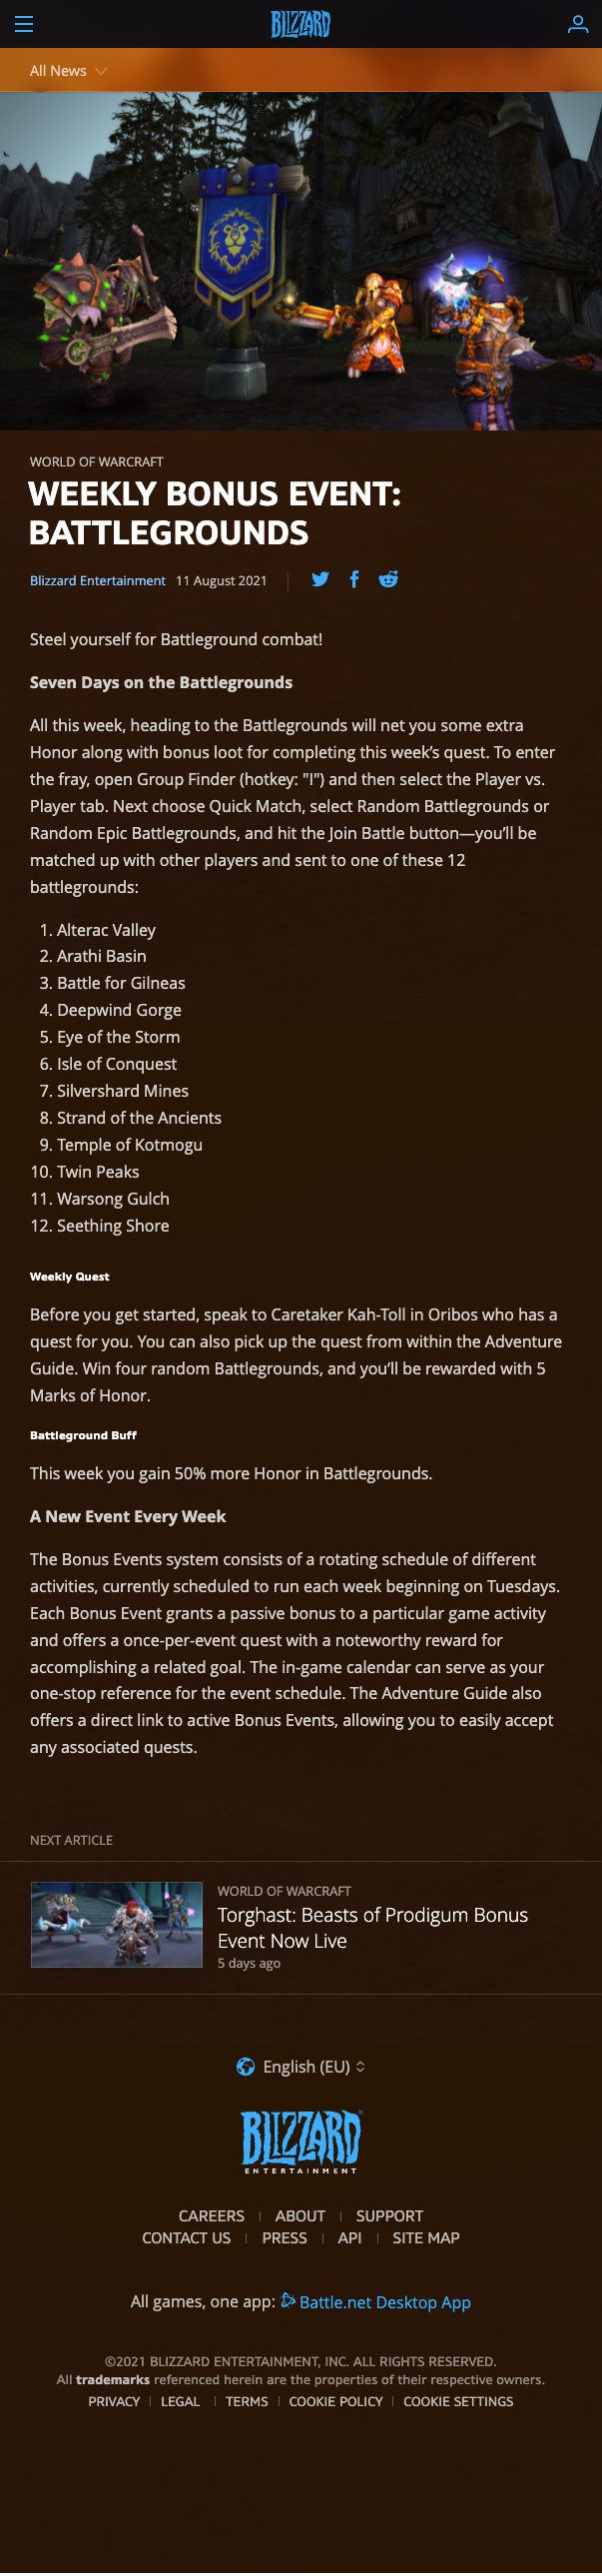 BLIZZARD
All News
WORLD OF WARCRAFT
WEEKLY BONUS EVENT:
BATTLEGROUNDS
Blizzard Entertainment 11 August 2021
Steel yourself for Battleground combat!
Seven Days on the Battlegrounds
All this week, heading to the Battlegrounds will net you some extra
Honor along with bonus loot for completing this week’s quest. To enter
the fray, open Group Finder (hotkey: "I") and then select the Player vs.
Player tab. Next choose Quick Match, select Random Battlegrounds or
Random Epic Battlegrounds, and hit the Join Battle button—you’ll be
matched up with other players and sent to one of these 12
battlegrounds:
1. Alterac Valley
2. Arathi Basin
3. Battle for Gilneas
4. Deepwind Gorge
5. Eye of the Storm
6. Isle of Conquest
7. Silvershard Mines
8. Strand of the Ancients
9. Temple of Kotmogu
10. Twin Peaks
11. Warsong Gulch
12. Seething Shore
Weekly Quest
Before you get started, speak to Caretaker Kah-Toll in Oribos who has a
quest for you. You can also pick up the quest from within the Adventure
Guide. Win four random Battlegrounds, and you’ll be rewarded with 5
Marks of Honor.
Battleground Buff
This week you gain 50% more Honor in Battlegrounds.
A New Event Every Week
The Bonus Events system consists of a rotating schedule of different
activities, currently scheduled to run each week beginning on Tuesdays.
Each Bonus Event grants a passive bonus to a particular game activity
and offers a once-per-event quest with a noteworthy reward for
accomplishing a related goal. The in-game calendar can serve as your
one-stop reference for the event schedule. The Adventure Guide also
offers a direct link to active Bonus Events, allowing you to easily accept
any associated quests.
NEXT ARTICLE
WORLD OF WARCRAFT
Torghast: Beasts of Prodigum Bonus
Event Now Live
5 days ago
English (EU)
BLIZZARD
ENTERTAINMENT
CAREERS | ABOUT | SUPPORT
CONTACT US | PRESS | API | SITE MAP
All games, one app: Battle.net Desktop App
©2021 BLIZZARD ENTERTAINMENT, INC. ALL RIGHTS RESERVED.
All trademarks referenced herein are the properties of their respective owners.
PRIVACY | LEGAL | TERMS | COOKIE POLICY | COOKIE SETTINGS